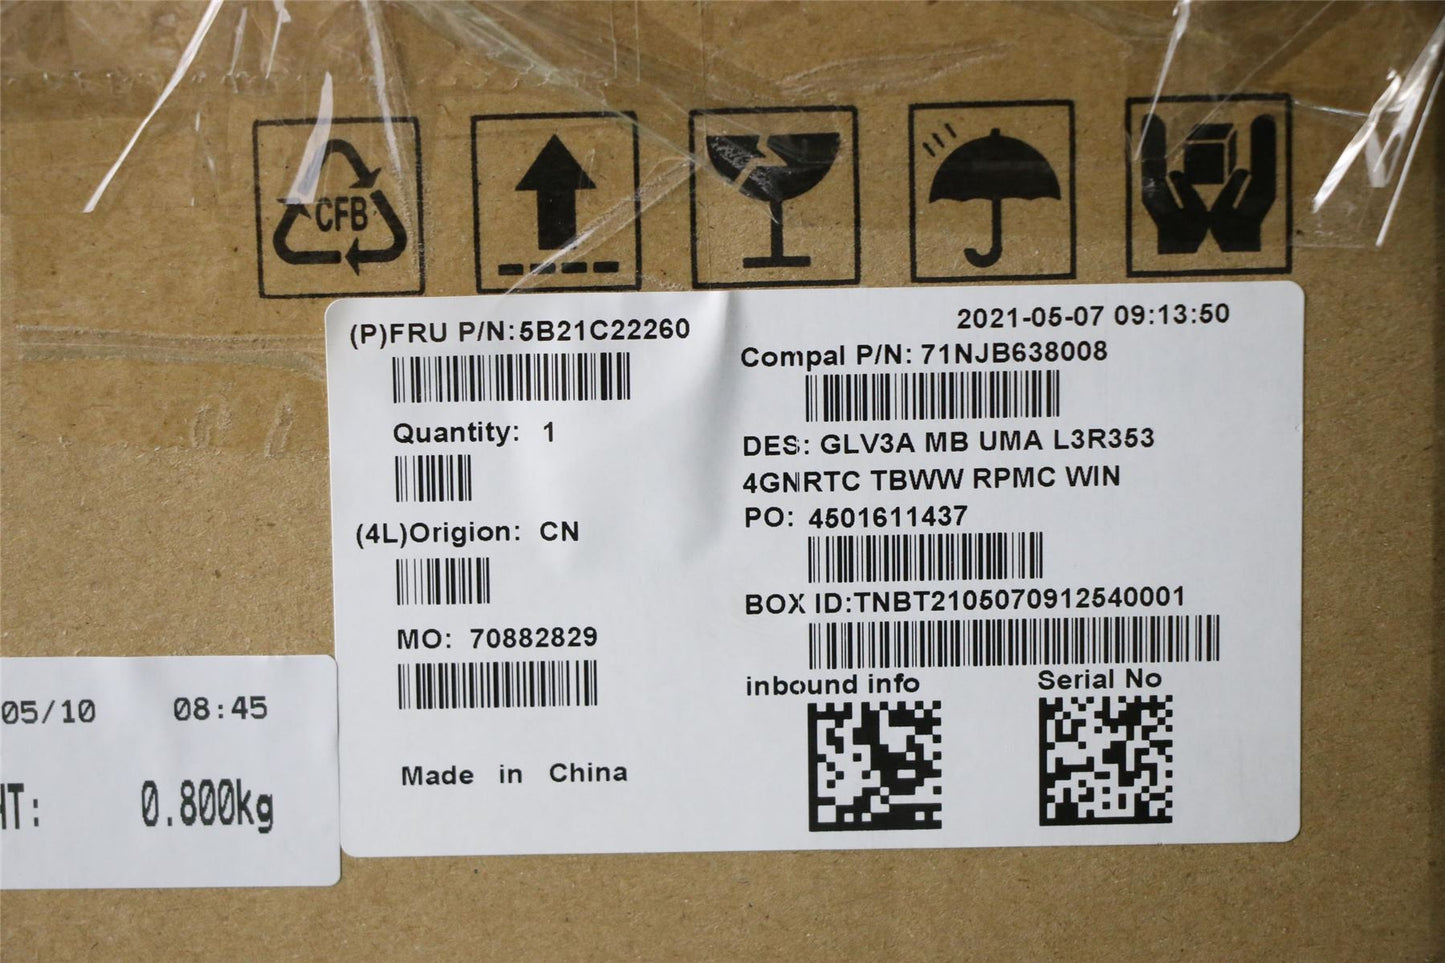 CFB
(P)FRU P/N:5B21C22260
2021-05-07 09:13:50
Compal P/N: 71NJB638008
Quantity: 1
DES: GLV3A MB UMA L3R353
4GNRTC TBWW RPMC WIN
(4L)Origion: CN
PO: 4501611437
BOX ID:TNBT2105070912540001
MO: 70882829
inbound info
Serial No
Made in China
05/10 08:45
HT: 0.800kg